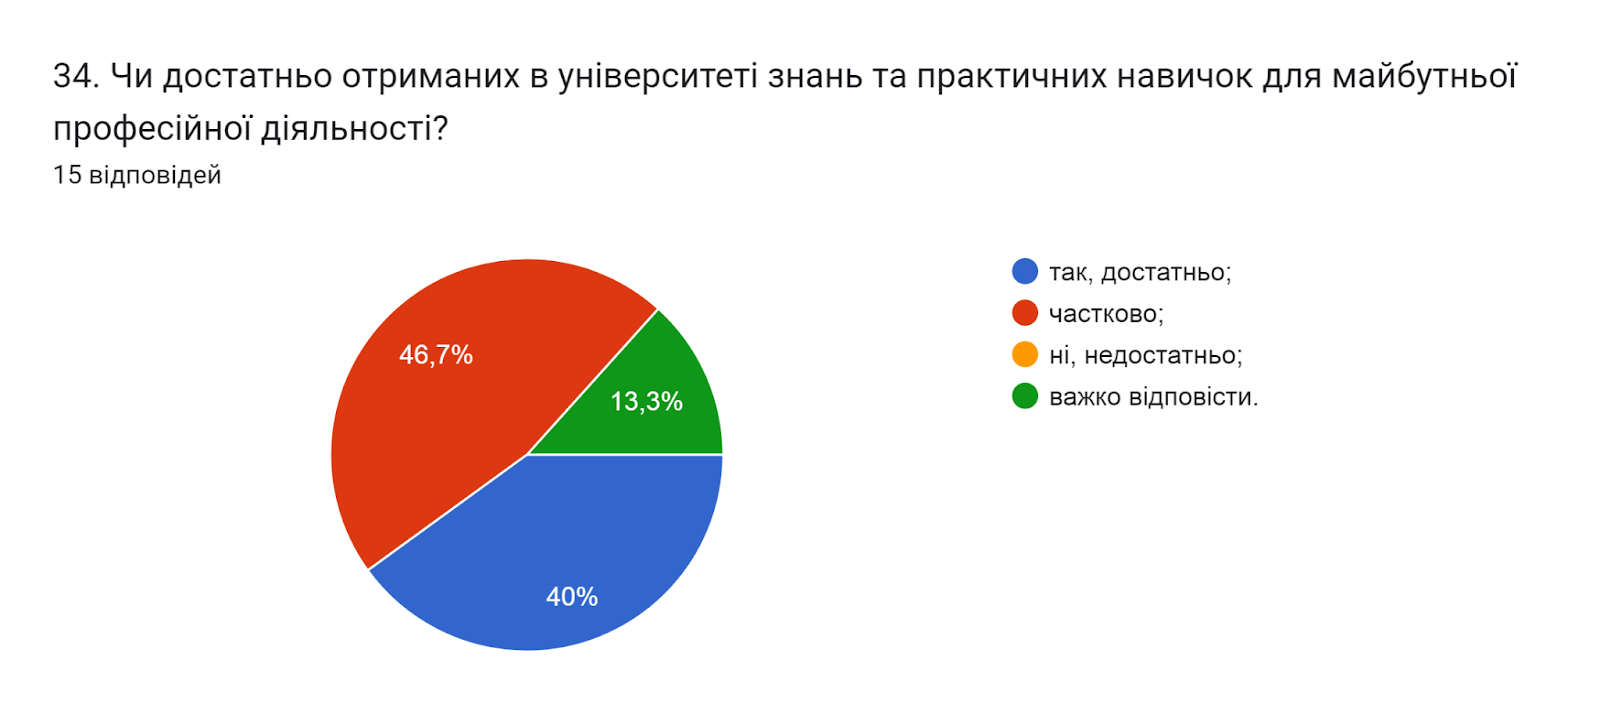 34. Чи достатньо отриманих в університеті знань та практичних навичок для майбутньої
професійної діяльності?
15 відповідей
так, достатньо;
частково;
ні, недостатньо;
важко відповісти.
46,7%
13,3%
40%